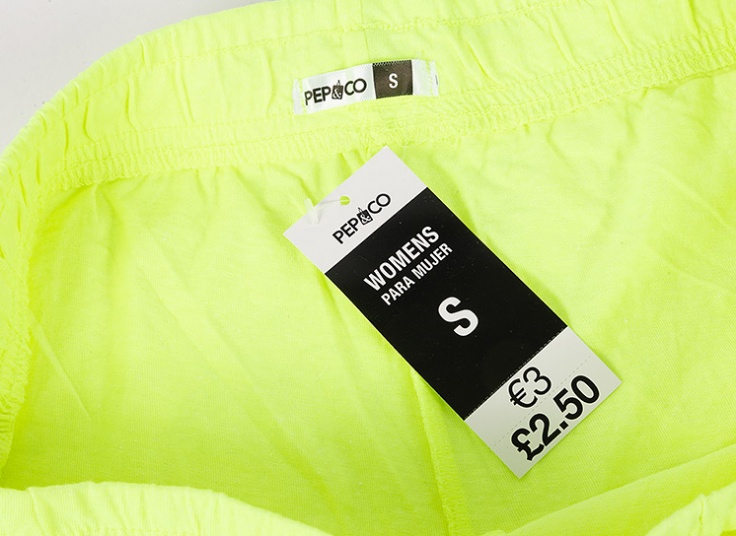 PEP&CO S
PEP&CO
WOMENS
PARA MUJER
S
€3
£2.50